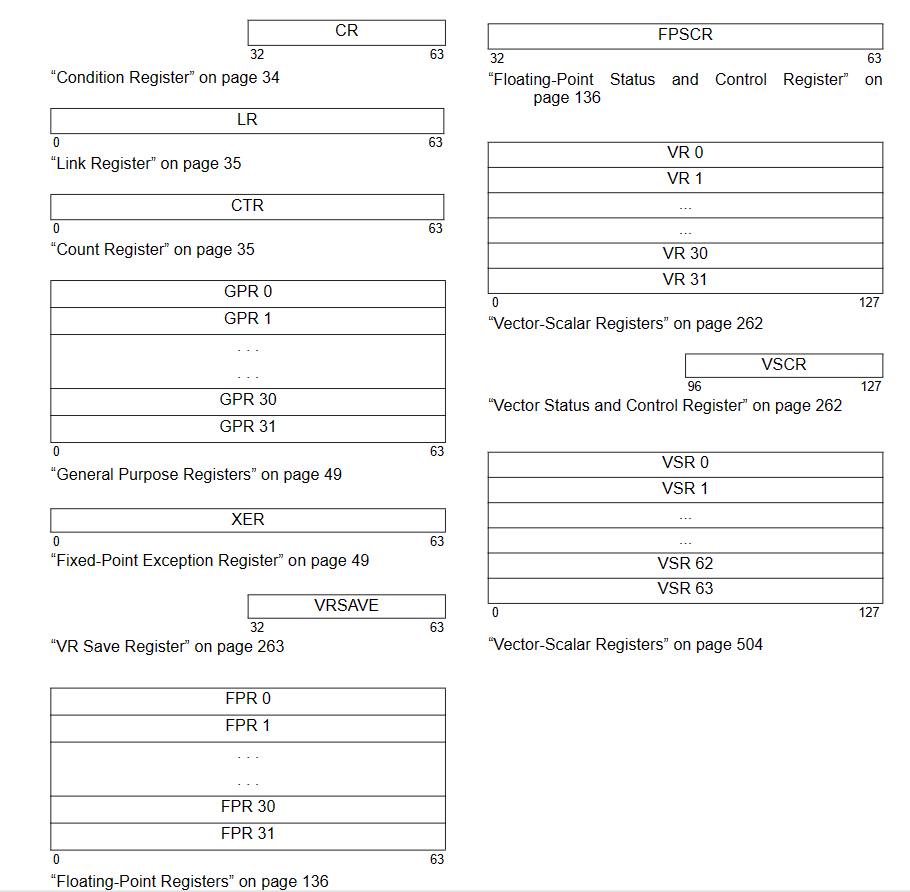 CR
32 63
“Condition Register” on page 34
LR
0 63
“Link Register” on page 35
CTR
0 63
“Count Register” on page 35
GPR 0
GPR 1
. . .
. . .
GPR 30
GPR 31
0 63
“General Purpose Registers” on page 49
XER
0 63
“Fixed-Point Exception Register” on page 49
VRSAVE
32 63
“VR Save Register” on page 263
FPR 0
FPR 1
. . .
. . .
FPR 30
FPR 31
0 63
“Floating-Point Registers” on page 136
FPSCR
32 63
“Floating-Point Status and Control Register” on
page 136
VR 0
VR 1
...
...
VR 30
VR 31
0 127
“Vector-Scalar Registers” on page 262
VSCR
96 127
“Vector Status and Control Register” on page 262
VSR 0
VSR 1
...
...
VSR 62
VSR 63
0 127
“Vector-Scalar Registers” on page 504